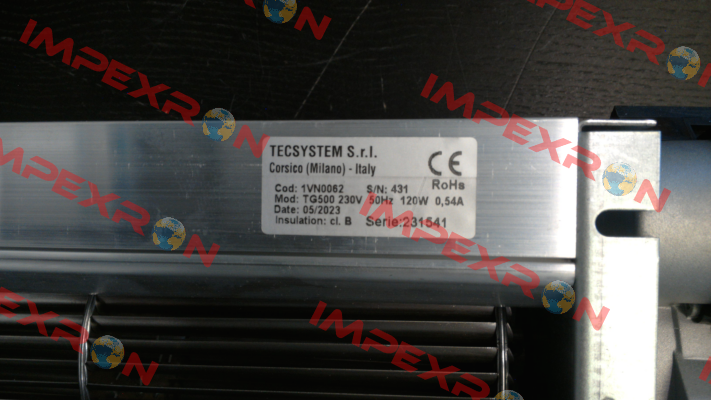 TECSYSTEM S.r.l.
Corsico (Milano) - Italy
CE
RoHs
Cod: 1VN0062 S/N: 431
Mod: TG500 230V 50Hz 120W 0,54A
Date: 05/2023
Insulation: cl. B Serie:231541
IMPEXRON
IMPEXRON
IMPEXRON
IMPEXRON
IMPEXRON
IMPEXRON
IMPEXRON